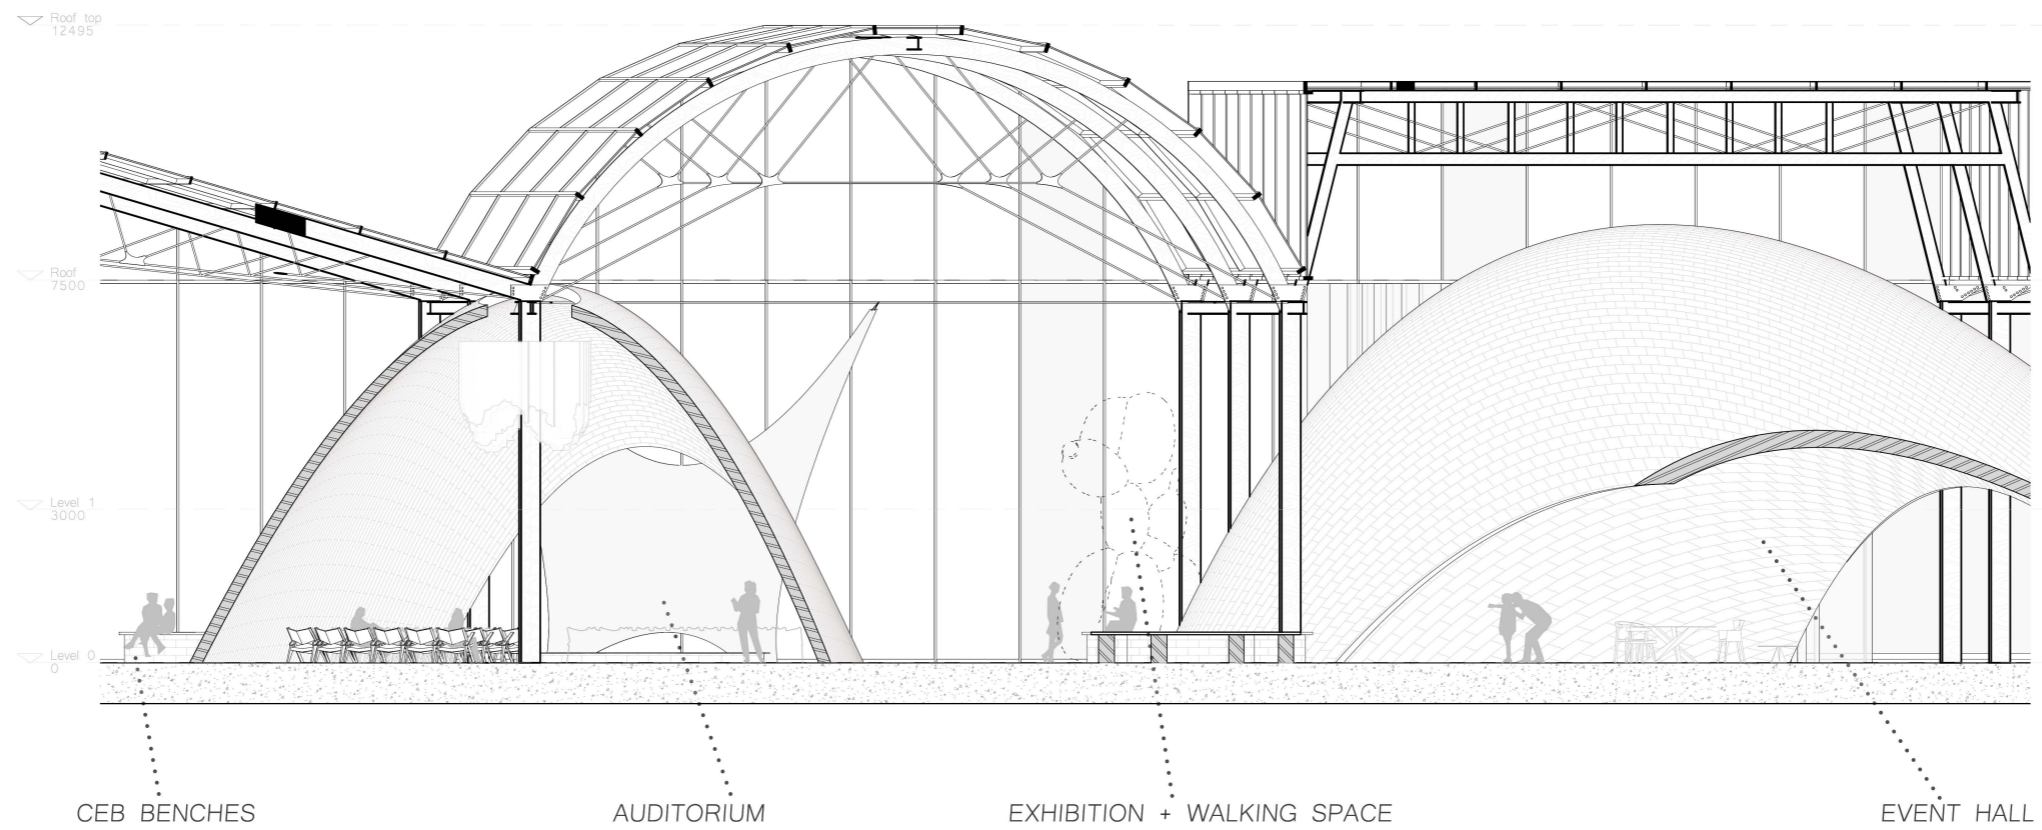 Roof top
12495
Roof
7500
Level 1
3000
Level 0
0
CEB BENCHES
AUDITORIUM
EXHIBITION + WALKING SPACE
EVENT HALL